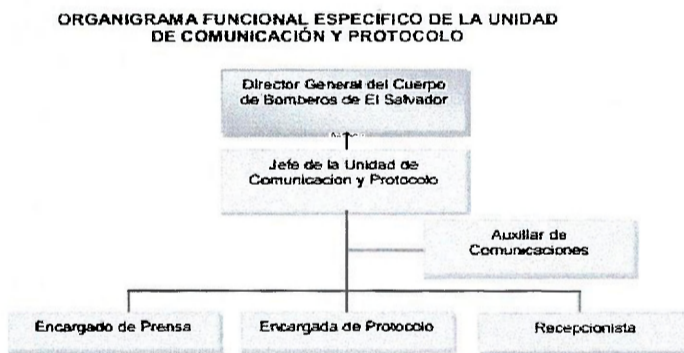 ORGANIGRAMA FUNCIONAL ESPECIFICO DE LA UNIDAD
DE COMUNICACIÓN Y PROTOCOLO
Director General del Cuerpo
de Bomberos de El Salvador
Jefe de la Unidad de
Comunicacion y Protocolo
Auxiliar de
Comunicaciones
Encargado de Prensa
Encargada de Protocolo
Recepcionista